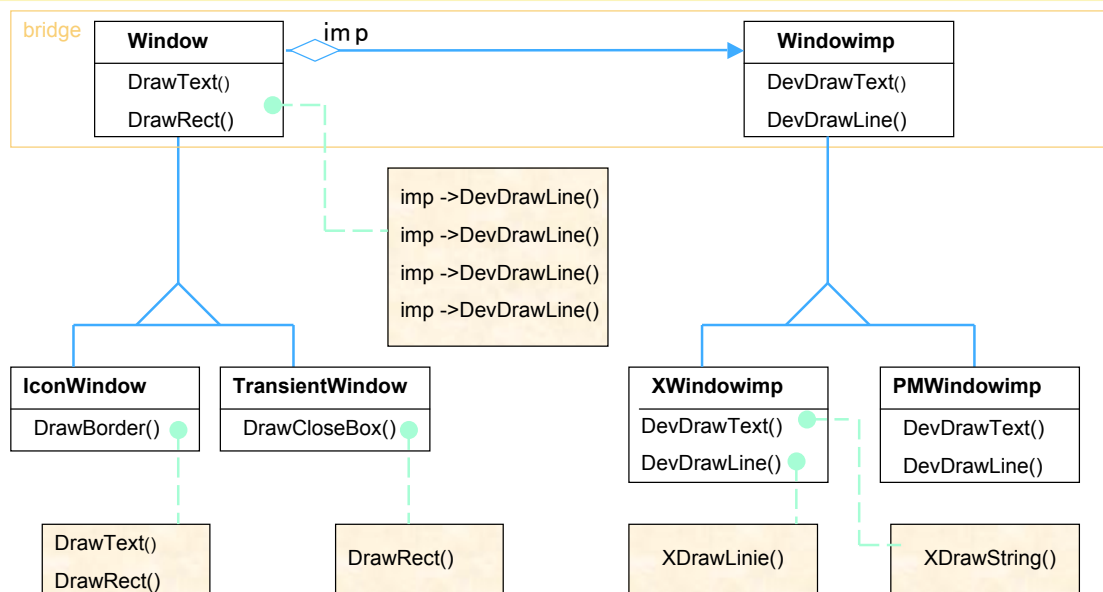 bridge
Window
imp
Windowimp
DrawText()
DrawRect()
DevDrawText()
DevDrawLine()
imp ->DevDrawLine()
imp ->DevDrawLine()
imp ->DevDrawLine()
imp ->DevDrawLine()
IconWindow
DrawBorder()
TransientWindow
DrawCloseBox()
XWindowimp
DevDrawText()
DevDrawLine()
PMWindowimp
DevDrawText()
DevDrawLine()
DrawText()
DrawRect()
DrawRect()
XDrawLinie()
XDrawString()